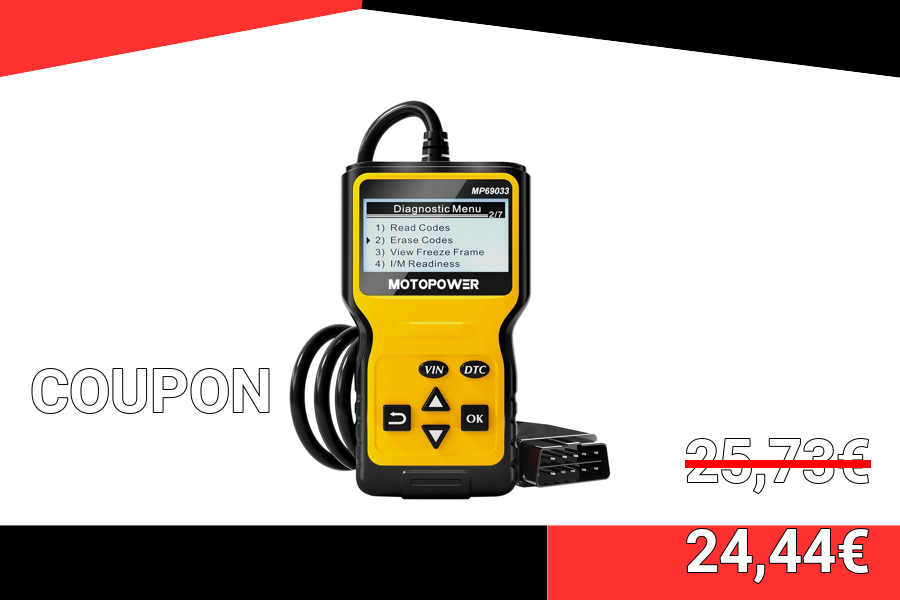 MP69033
Diagnostic Menu
2/7
1) Read Codes
2) Erase Codes
3) View Freeze Frame
4) I/M Readiness
MOTOPOWER
VIN DTC
OK
COUPON
25,73€
24,44€